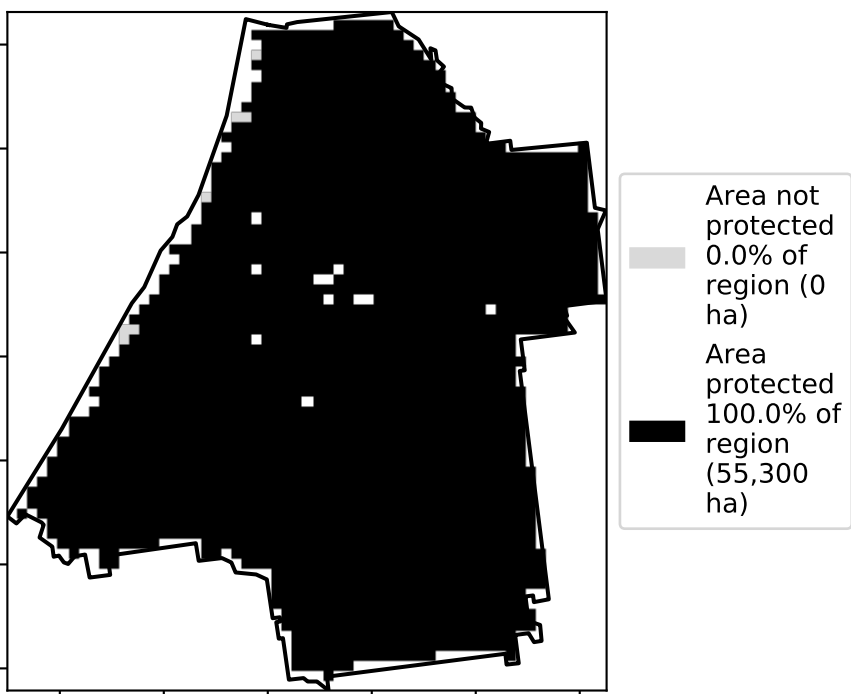 Area not
protected
0.0% of
region (0
ha)
Area
protected
100.0% of
region
(55,300
ha)